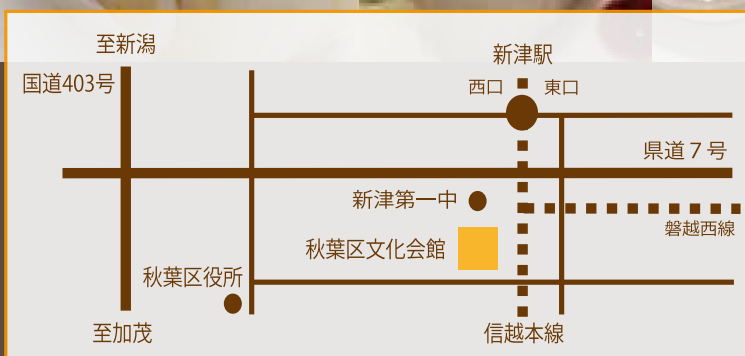 至新潟
新津駅
国道403号
西口
東口
県道７号
新津第一中
磐越西線
秋葉区文化会館
秋葉区役所
至加茂
信越本線